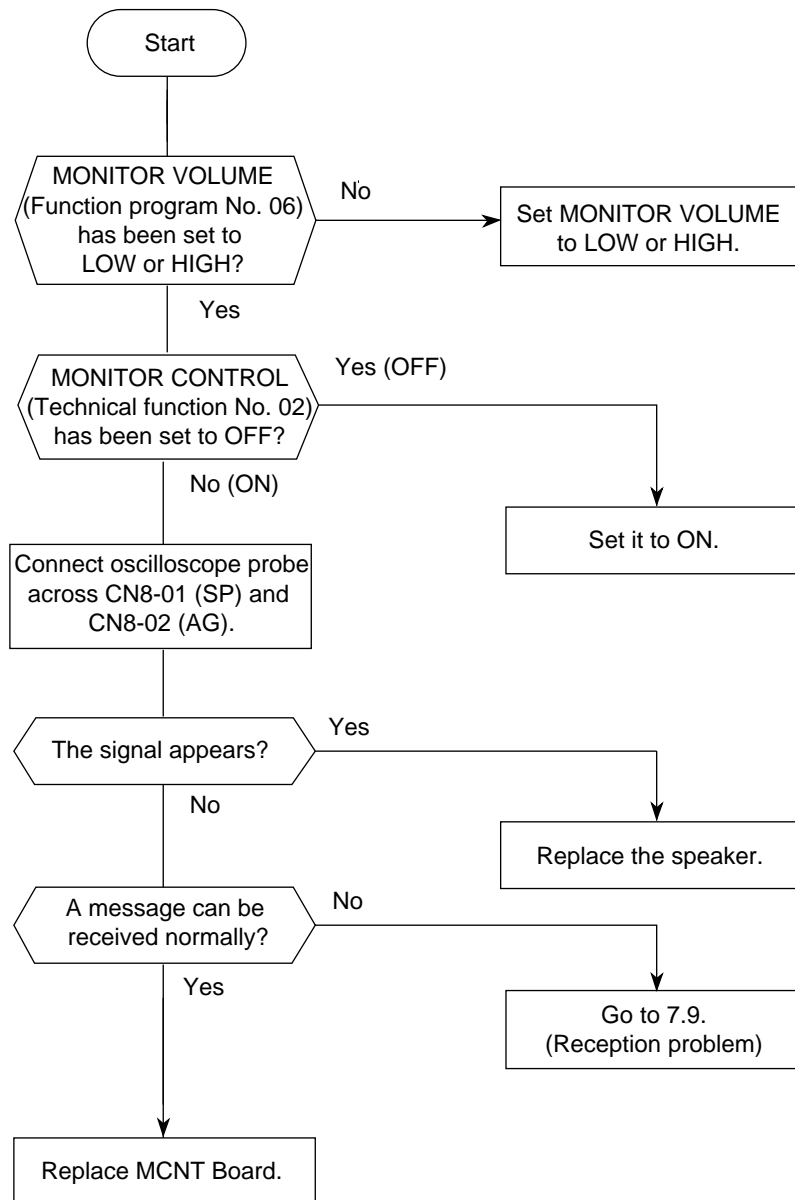 Start
MONITOR VOLUME
(Function program No. 06)
has been set to
LOW or HIGH?
No
Set MONITOR VOLUME
to LOW or HIGH.
Yes
MONITOR CONTROL
(Technical function No. 02)
has been set to OFF?
Yes (OFF)
No (ON)
Set it to ON.
Connect oscilloscope probe
across CN8-01 (SP) and
CN8-02 (AG).
The signal appears?
Yes
No
Replace the speaker.
A message can be
received normally?
No
Yes
Go to 7.9.
(Reception problem)
Replace MCNT Board.